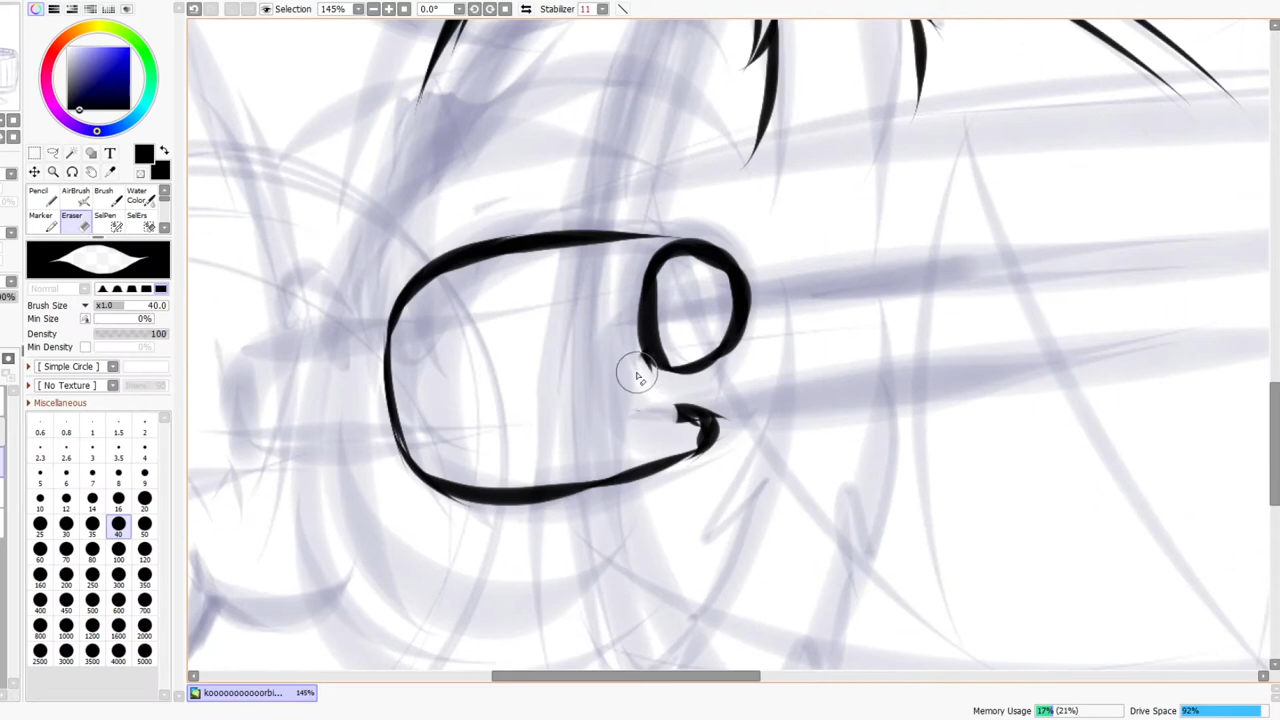 Selection 145% 0.0° Stabilizer 11
T
Pencil AirBrush Brush Water Color
Marker Eraser SelPen SelErs
Normal
Brush Size x1.0 40.0
Min Size 0%
Density 100
Min Density 0%
[ Simple Circle ]
[ No Texture ]
Miscellaneous
0.6 0.8 1 1.5 2
2.3 2.6 3 3.5 4
5 6 7 8 9
10 12 14 16 20
25 30 35 40 50
60 70 80 100 120
160 200 250 300 350
400 450 500 600 700
800 1000 1200 1600 2000
2500 3000 3500 4000 5000
kooooooooooorbi... 145%
Memory Usage 17% (21%) Drive Space 92%